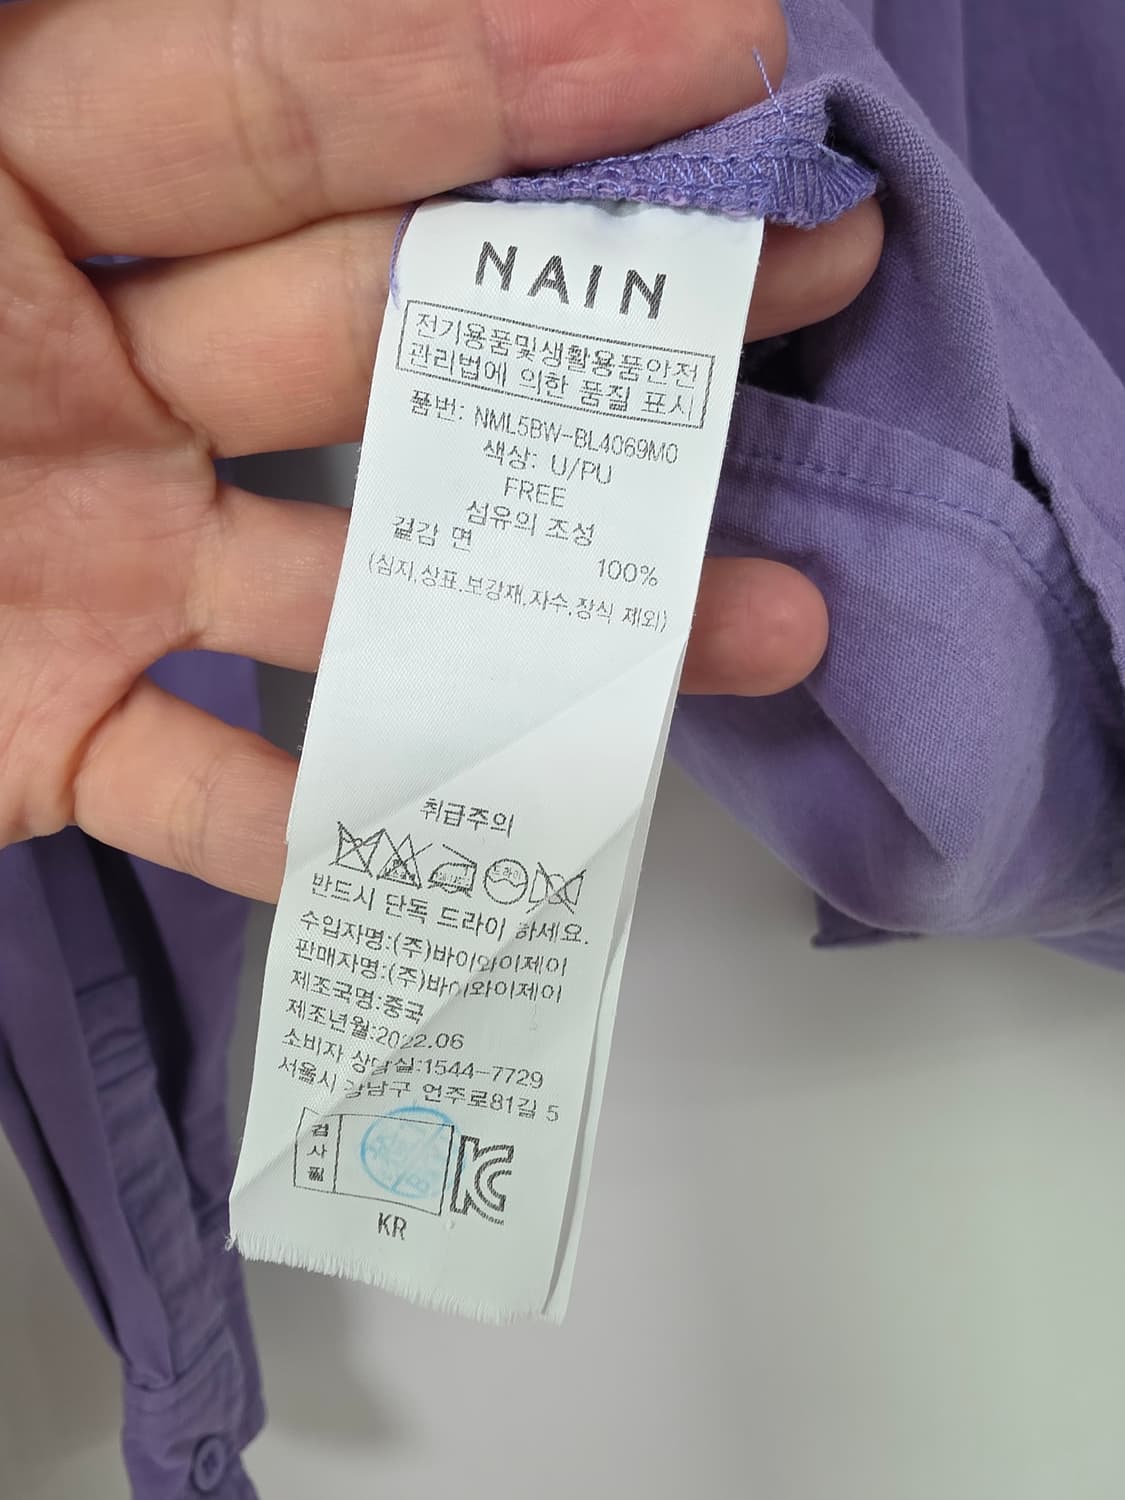 NAIN
전기용품및생활용품안전
관리법에 의한 품질 표시
품번: NML5BW-BL4069M0
색상: U/PU
FREE
섬유의 조성
겉감 면 100%
(심지,상표,보강재,자수,장식 제외)
취급주의
드라이
반드시 단독 드라이 하세요.
수입자명:(주)바이와이제이
판매자명:(주)바이와이제이
제조국명:중국
제조년월:2022.06
소비자 상담실:1544-7729
서울시 강남구 언주로81길 5
검사필
KC
KR